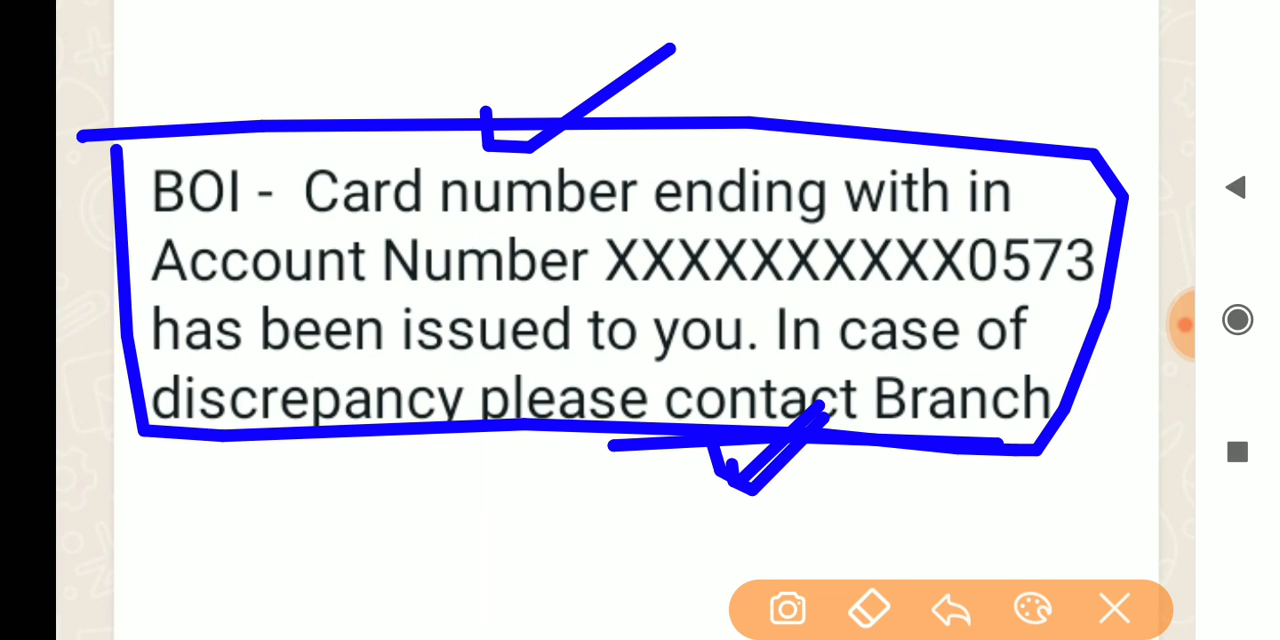 BOI -  Card number ending with in
Account Number XXXXXXXXXX0573
has been issued to you. In case of
discrepancy please contact Branch